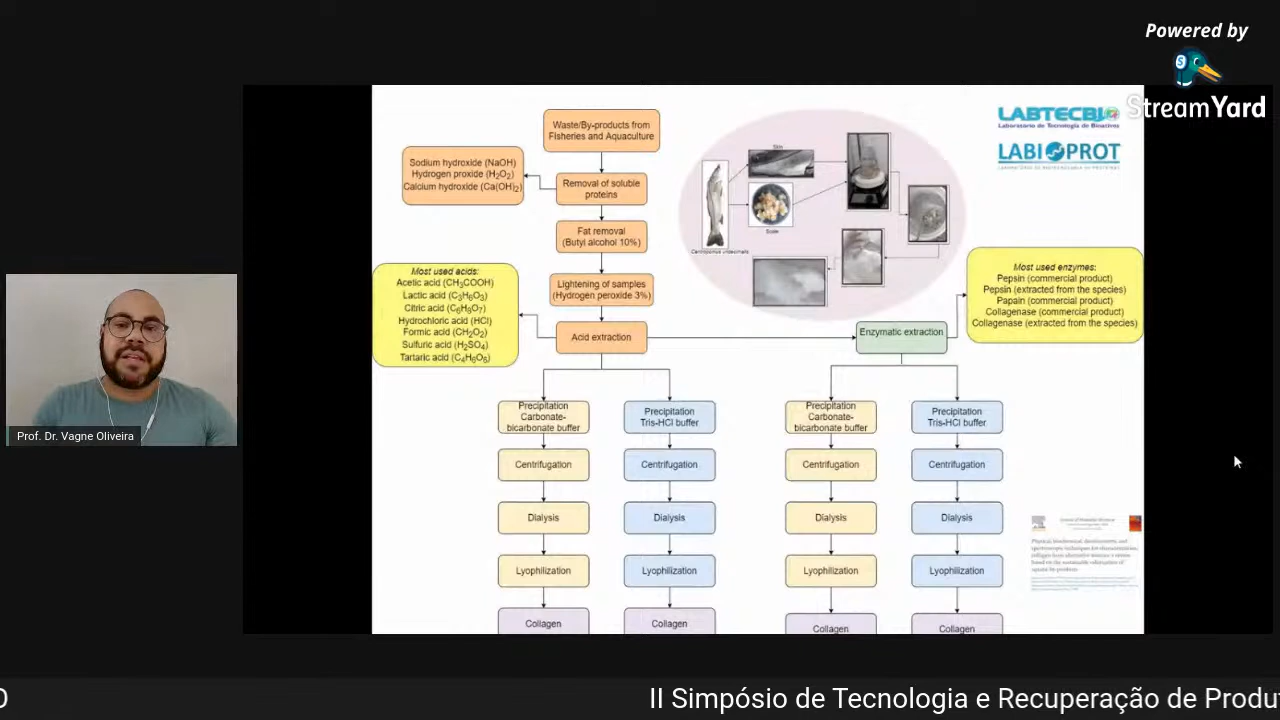 Powered by
StreamYard
LABTECBIO
Laboratório de Tecnologia de Bioativos
LABIOPROT
Waste/By-products from
Fisheries and Aquaculture
Sodium hydroxide (NaOH)
Hydrogen proxide (H2O2)
Calcium hydroxide (Ca(OH)2)
Removal of soluble
proteins
Fat removal
(Butyl alcohol 10%)
Lightening of samples
(Hydrogen peroxide 3%)
Most used acids:
Acetic acid (CH3COOH)
Lactic acid (C3H6O3)
Citric acid (C6H8O7)
Hydrochloric acid (HCl)
Formic acid (CH2O2)
Sulfuric acid (H2SO4)
Tartaric acid (C4H6O6)
Acid extraction
Skin
Scale
Centropomus undecimalis
Enzymatic extraction
Most used enzymes:
Pepsin (commercial product)
Pepsin (extracted from the species)
Papain (commercial product)
Collagenase (commercial product)
Collagenase (extracted from the species)
Precipitation
Carbonate-
bicarbonate buffer
Precipitation
Tris-HCl buffer
Precipitation
Carbonate-
bicarbonate buffer
Precipitation
Tris-HCl buffer
Centrifugation
Centrifugation
Centrifugation
Centrifugation
Dialysis
Dialysis
Dialysis
Dialysis
Lyophilization
Lyophilization
Lyophilization
Lyophilization
Collagen
Collagen
Collagen
Collagen
Prof. Dr. Vagne Oliveira
II Simpósio de Tecnologia e Recuperação de Produ